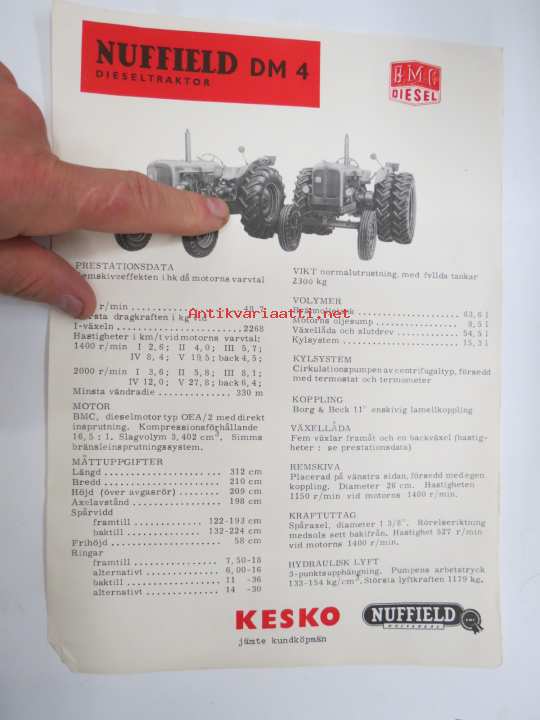 NUFFIELD DM 4
DIESELTRAKTOR
B·M·C
DIESEL
PRESTATIONSDATA
Remskivëffekten i hk då motorns varvtal
r/min
dragkraften i kg vid
I-växeln 2268
Hastigheter i km/t vid motorns varvtal:
1400 r/min I 2,6; II 4,0; III 5,7;
IV 8,4; V 19,5; back 4,5;
2000 r/min I 3,6; II 5,8; III 8,1;
IV 12,0; V 27,8; back 6,4;
Minsta vändradie 330 m
MOTOR
BMC, dieselmotor typ OEA/2 med direkt
insprutning. Kompressionsförhållande
16,5 : 1. Slagvolym 3,402 cm³. Simms
bränsleinsprutningssystem.
MÅTTUPPGIFTER
Längd 312 cm
Bredd 210 cm
Höjd (över avgasrör) 209 cm
Axelavstånd 198 cm
Spårvidd
framtill 122-193 cm
baktill 132-224 cm
Frihöjd 58 cm
Ringar
framtill 7,50-18
alternativt 6,00-16
baktill 11 -36
alternativt 14 -30
VIKT normalutrustning, med fyllda tankar
2300 kg
VOLYMER
Bränsletank 63,6 l
Motorns oljesump 8,5 l
Växellåda och slutdrev 54,5 l
Kylsystem 15,3 l
KYLSYSTEM
Cirkulationspumpen av centrifugaltyp, försedd
med termostat och termometer
KOPPLING
Borg & Beck 11" enskivig lamellkoppling
VÄXELLÅDA
Fem växlar framåt och en backväxel (hastig-
heter : se prestationsdata)
REMSKIVA
Placerad på vänstra sidan, försedd med egen
koppling. Diameter 26 cm. Hastigheten
1150 r/min vid motorns 1400 r/min.
KRAFTUTTAG
Spåraxel, diameter 1 3/8". Rörelseriktning
medsols sett bakifrån. Hastighet 527 r/min
vid motorns 1400 r/min.
HYDRAULISK LYFT
3-punktsupphängning. Pumpens arbetstryck
133-154 kg/cm². Största lyftkraften 1179 kg.
KESKO
jämte kundköpmän
NUFFIELD
UNIVERSAL
Antikvariaatti.net